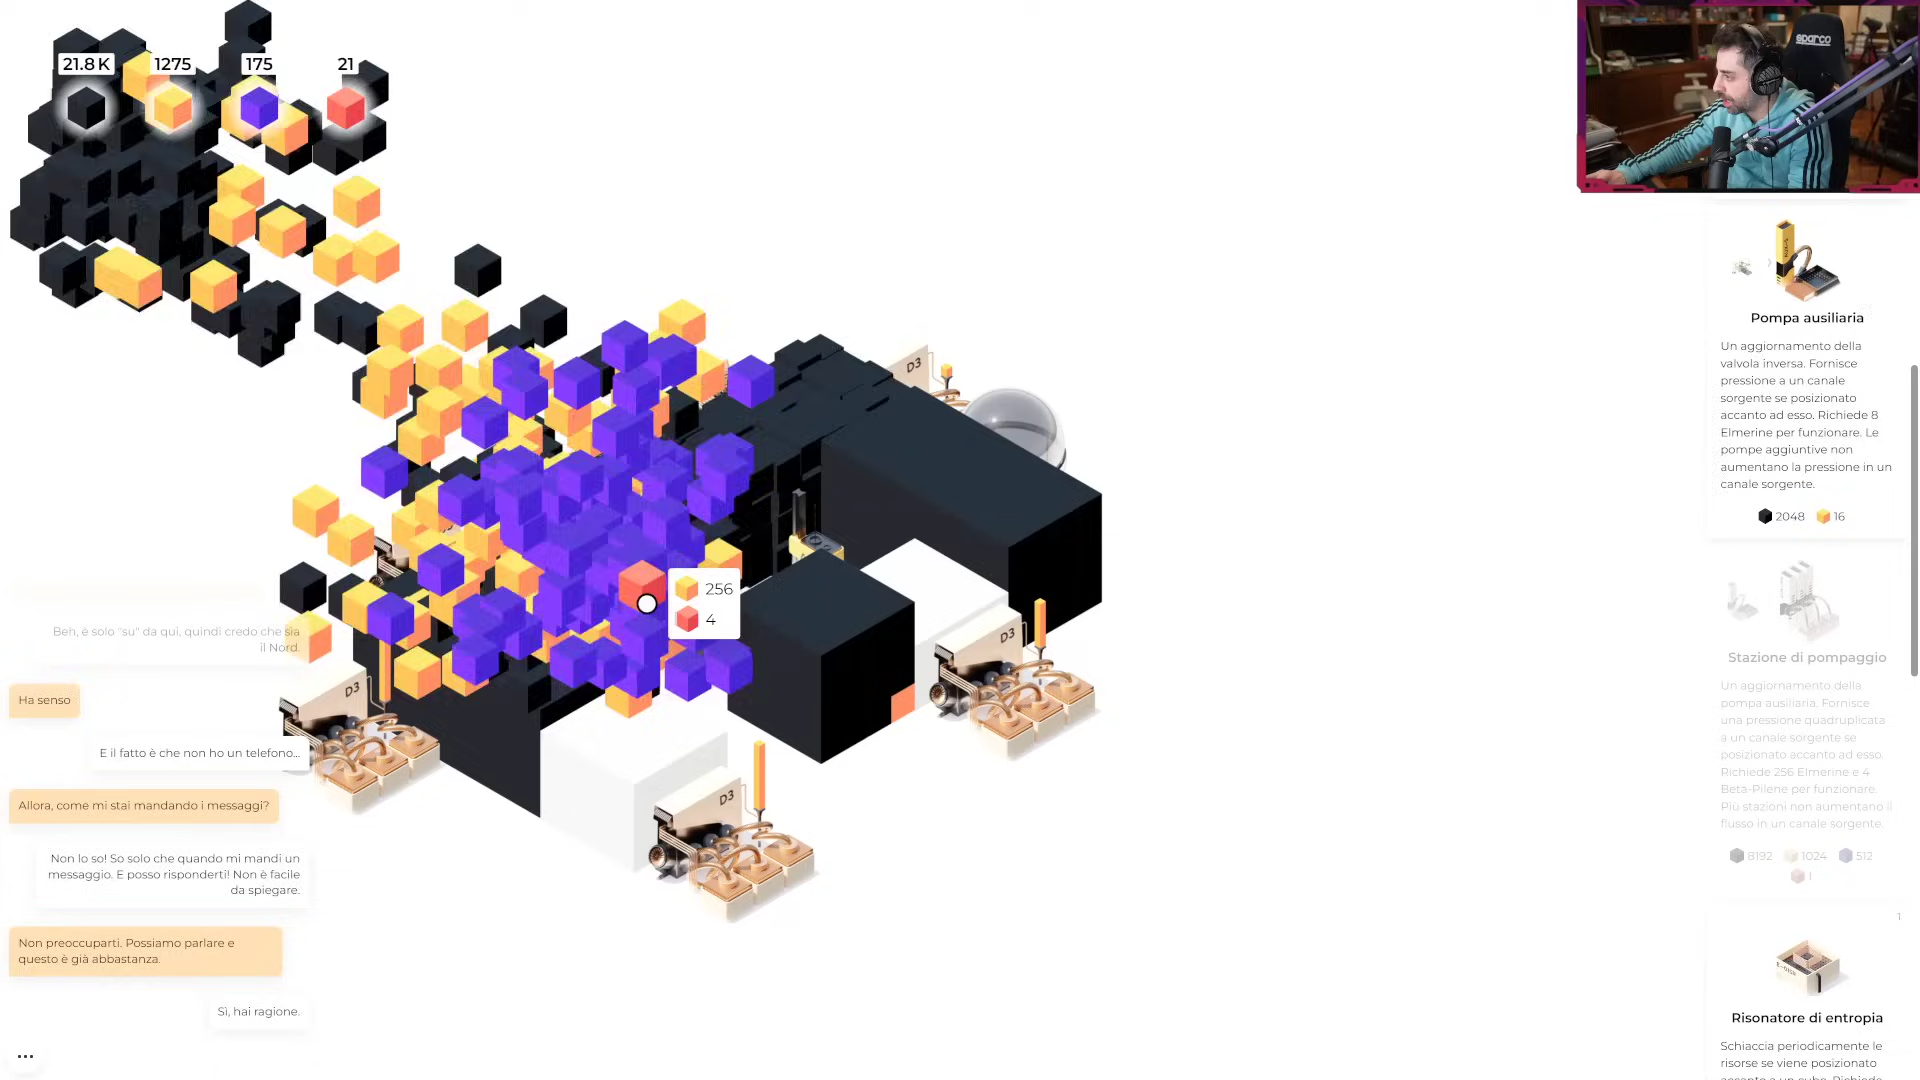 21.8 K
1275
175
21
sparco
D3
256
4
D3
D3
D3
Beh, è solo "su" da qui, quindi credo che sia
il Nord.
Ha senso
E il fatto è che non ho un telefono...
Allora, come mi stai mandando i messaggi?
Non lo so! So solo che quando mi mandi un
messaggio. E posso risponderti! Non è facile
da spiegare.
Non preoccuparti. Possiamo parlare e
questo è già abbastanza.
Sì, hai ragione.
...
Pompa ausiliaria
Un aggiornamento della
valvola inversa. Fornisce
pressione a un canale
sorgente se posizionato
accanto ad esso. Richiede 8
Elmerine per funzionare. Le
pompe aggiuntive non
aumentano la pressione in un
canale sorgente.
2048 16
Stazione di pompaggio
Un aggiornamento della
pompa ausiliaria. Fornisce
una pressione quadruplicata
a un canale sorgente se
posizionato accanto ad esso.
Richiede 256 Elmerine e 4
Beta-Pilene per funzionare.
Più stazioni non aumentano il
flusso in un canale sorgente.
8192 1024 512
1
1
Risonatore di entropia
Schiaccia periodicamente le
risorse se viene posizionato